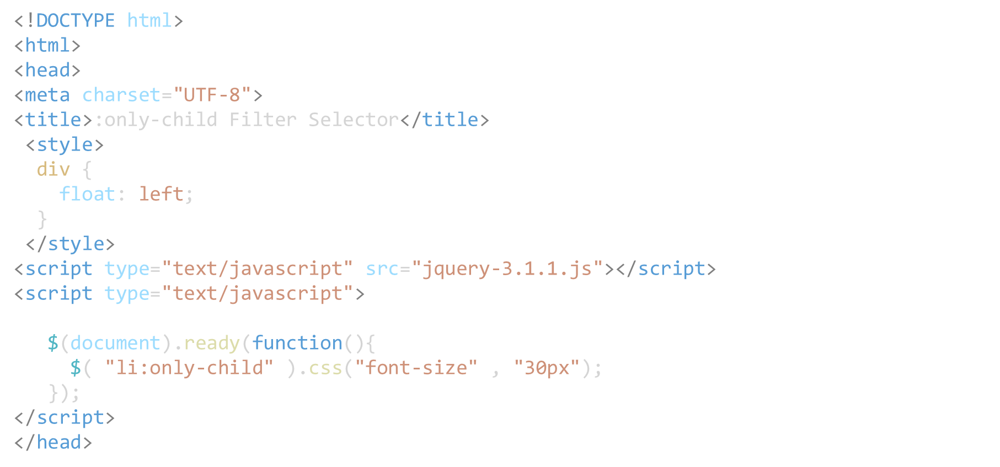 <!DOCTYPE html>
<html>
<head>
<meta charset="UTF-8">
<title>:only-child Filter Selector</title>
 <style>
  div {
    float: left;
  }
 </style>
<script type="text/javascript" src="jquery-3.1.1.js"></script>
<script type="text/javascript">

   $(document).ready(function(){
     $( "li:only-child" ).css("font-size" , "30px");
   });
</script>
</head>